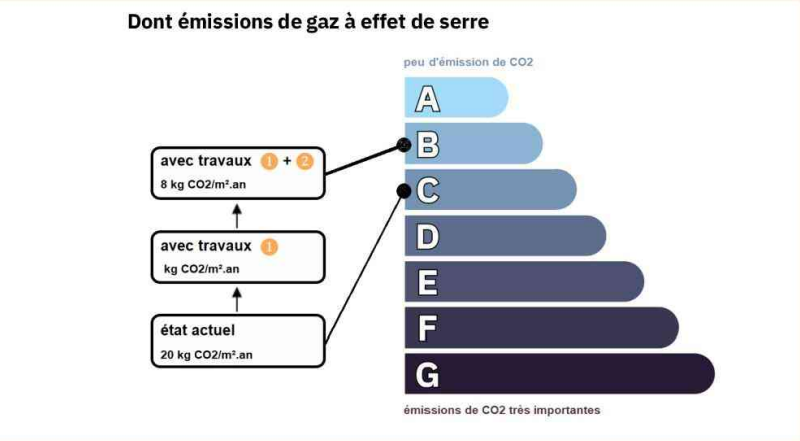 Dont émissions de gaz à effet de serre
peu d'émission de CO2
A
B
C
D
E
F
G
émissions de CO2 très importantes
avec travaux 1 + 2
8 kg CO2/m².an
avec travaux 1
kg CO2/m².an
état actuel
20 kg CO2/m².an